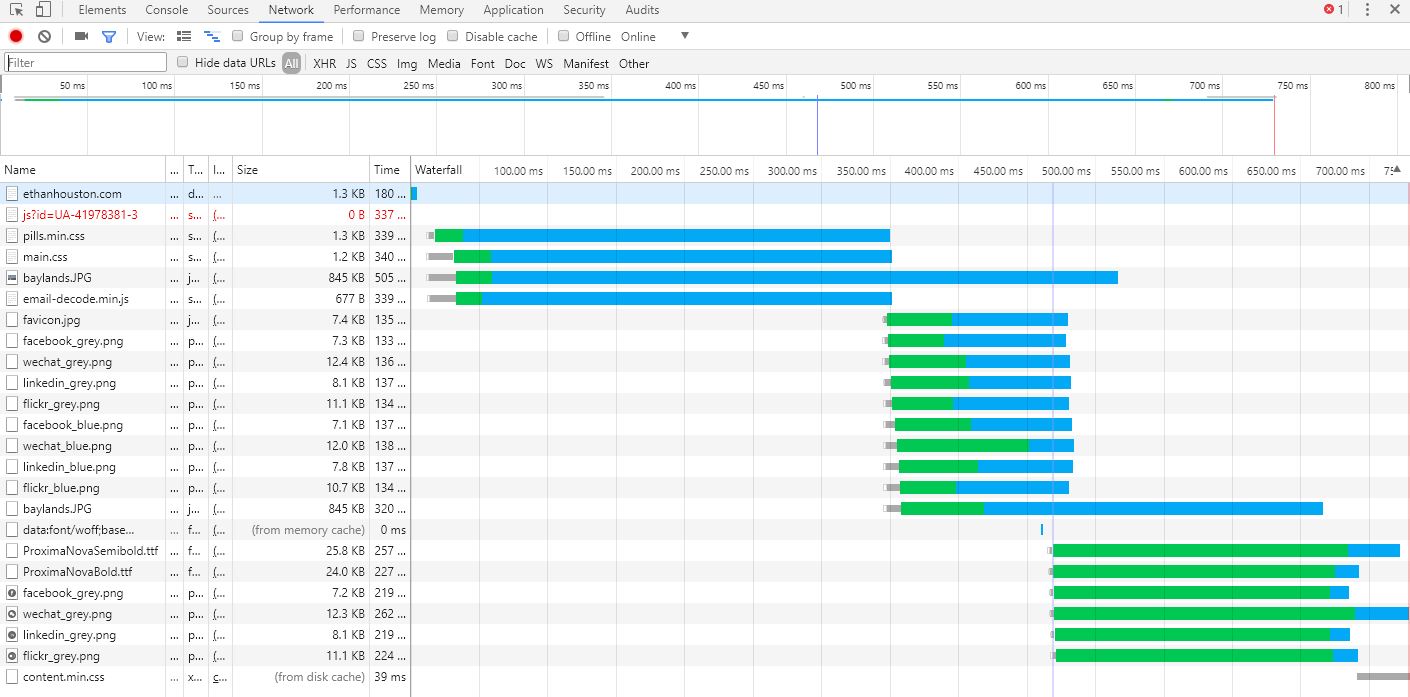 Elements Console Sources Network Performance Memory Application Security Audits 1
View: Group by frame Preserve log Disable cache Offline Online
Filter Hide data URLs All XHR JS CSS Img Media Font Doc WS Manifest Other
50 ms 100 ms 150 ms 200 ms 250 ms 300 ms 350 ms 400 ms 450 ms 500 ms 550 ms 600 ms 650 ms 700 ms 750 ms 800 ms
Name ... T... I... Size Time Waterfall 100.00 ms 150.00 ms 200.00 ms 250.00 ms 300.00 ms 350.00 ms 400.00 ms 450.00 ms 500.00 ms 550.00 ms 600.00 ms 650.00 ms 700.00 ms 75
ethanhouston.com ... d... ... 1.3 KB 180 ...
js?id=UA-41978381-3 ... s... (... 0 B 337 ...
pills.min.css ... s... (... 1.3 KB 339 ...
main.css ... s... (... 1.2 KB 340 ...
baylands.JPG ... j... (... 845 KB 505 ...
email-decode.min.js ... s... (... 677 B 339 ...
favicon.jpg ... j... (... 7.4 KB 135 ...
facebook_grey.png ... p... (... 7.3 KB 133 ...
wechat_grey.png ... p... (... 12.4 KB 136 ...
linkedin_grey.png ... p... (... 8.1 KB 137 ...
flickr_grey.png ... p... (... 11.1 KB 134 ...
facebook_blue.png ... p... (... 7.1 KB 137 ...
wechat_blue.png ... p... (... 12.0 KB 138 ...
linkedin_blue.png ... p... (... 7.8 KB 137 ...
flickr_blue.png ... p... (... 10.7 KB 134 ...
baylands.JPG ... j... (... 845 KB 320 ...
data:font/woff;base... ... f... (... (from memory cache) 0 ms
ProximaNovaSemibold.ttf ... f... (... 25.8 KB 257 ...
ProximaNovaBold.ttf ... f... (... 24.0 KB 227 ...
facebook_grey.png ... p... (... 7.2 KB 219 ...
wechat_grey.png ... p... (... 12.3 KB 262 ...
linkedin_grey.png ... p... (... 8.1 KB 219 ...
flickr_grey.png ... p... (... 11.1 KB 224 ...
content.min.css ... x... c... (from disk cache) 39 ms